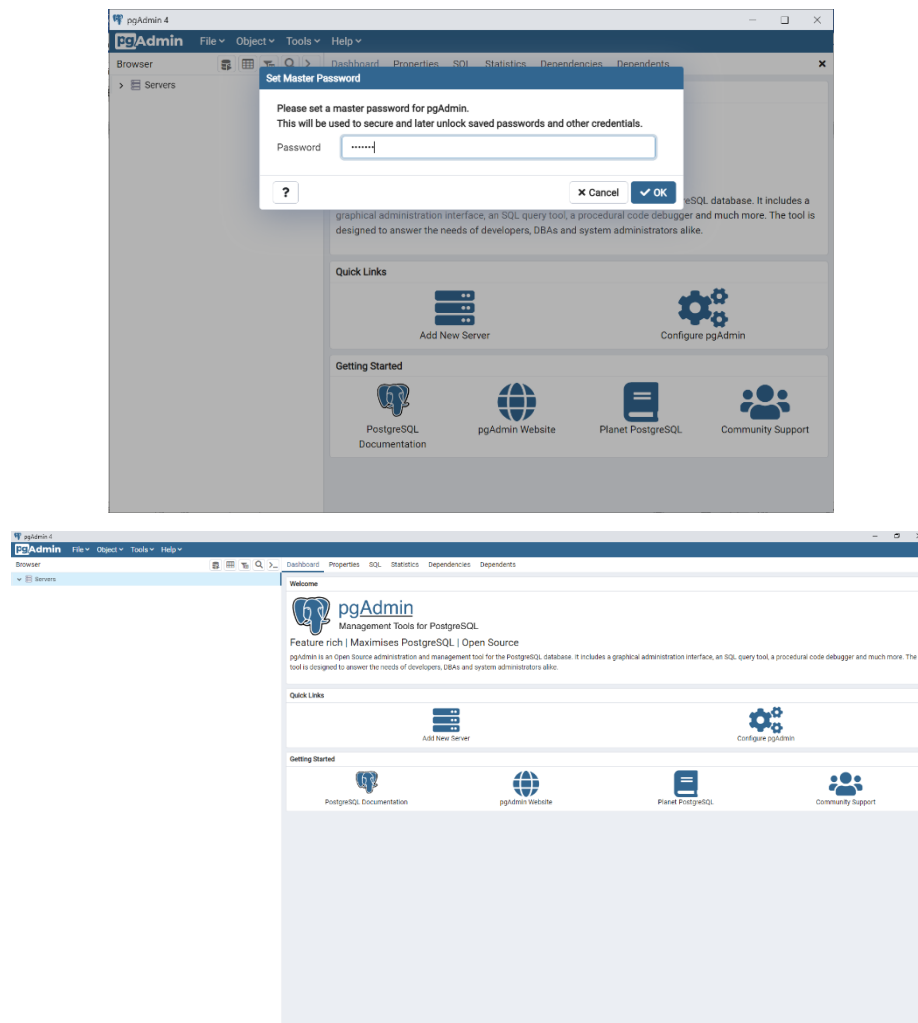 pgAdmin 4
pgAdmin File Object Tools Help
Browser Dashboard Properties SQL Statistics Dependencies Dependents
Servers
Set Master Password
Please set a master password for pgAdmin.
This will be used to secure and later unlock saved passwords and other credentials.
Password
? Cancel OK
eSQL database. It includes a
graphical administration interface, an SQL query tool, a procedural code debugger and much more. The tool is
designed to answer the needs of developers, DBAs and system administrators alike.
Quick Links
Add New Server Configure pgAdmin
Getting Started
PostgreSQL Documentation
pgAdmin Website
Planet PostgreSQL
Community Support
pgAdmin 4
pgAdmin File Object Tools Help
Browser Dashboard Properties SQL Statistics Dependencies Dependents
Servers
Welcome
pgAdmin
Management Tools for PostgreSQL
Feature rich | Maximises PostgreSQL | Open Source
pgAdmin is an Open Source administration and management tool for the PostgreSQL database. It includes a graphical administration interface, an SQL query tool, a procedural code debugger and much more. The
tool is designed to answer the needs of developers, DBAs and system administrators alike.
Quick Links
Add New Server Configure pgAdmin
Getting Started
PostgreSQL Documentation pgAdmin Website Planet PostgreSQL Community Support